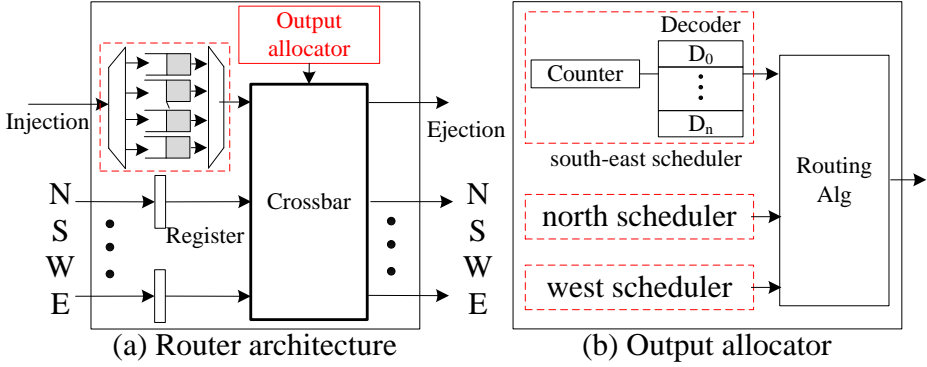 Output
allocator
Injection
Ejection
N
S
W
E
Register
Crossbar
N
S
W
E
(a) Router architecture
Decoder
Counter
D0
Dn
south-east scheduler
north scheduler
west scheduler
Routing
Alg
(b) Output allocator